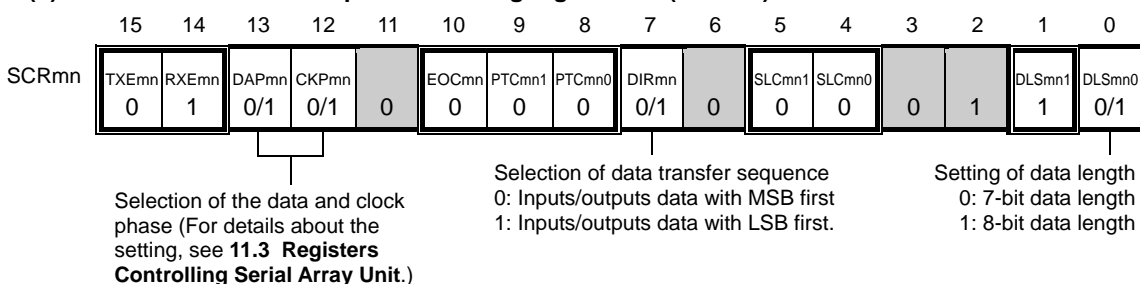 15 14 13 12 11 10 9 8 7 6 5 4 3 2 1 0
SCRmn
TXEmn RXEmn DAPmn CKPmn EOCmn PTCmn1 PTCmn0 DIRmn SLCmn1 SLCmn0 DLSmn1 DLSmn0
0 1 0/1 0/1 0 0 0 0 0/1 0 0 0 0 1 1 0/1
Selection of the data and clock
phase (For details about the
setting, see 11.3 Registers
Controlling Serial Array Unit.)
Selection of data transfer sequence
0: Inputs/outputs data with MSB first
1: Inputs/outputs data with LSB first.
Setting of data length
0: 7-bit data length
1: 8-bit data length